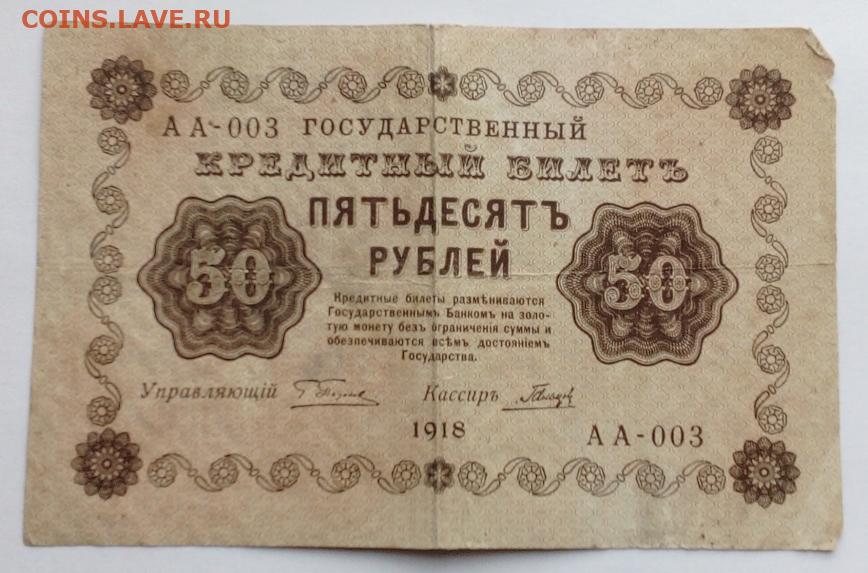 COINS.LAVE.RU
АА-003 ГОСУДАРСТВЕННЫЙ
КРЕДИТНЫЙ БИЛЕТЪ
ПЯТЬДЕСЯТЪ
РУБЛЕЙ
50 50
Кредитные билеты размѣниваются
Государственнымъ Банкомъ на золо-
тую монету безъ ограниченія суммы и
обезпечиваются всѣмъ достояніемъ
Государства.
Управляющій Кассиръ
1918
АА-003